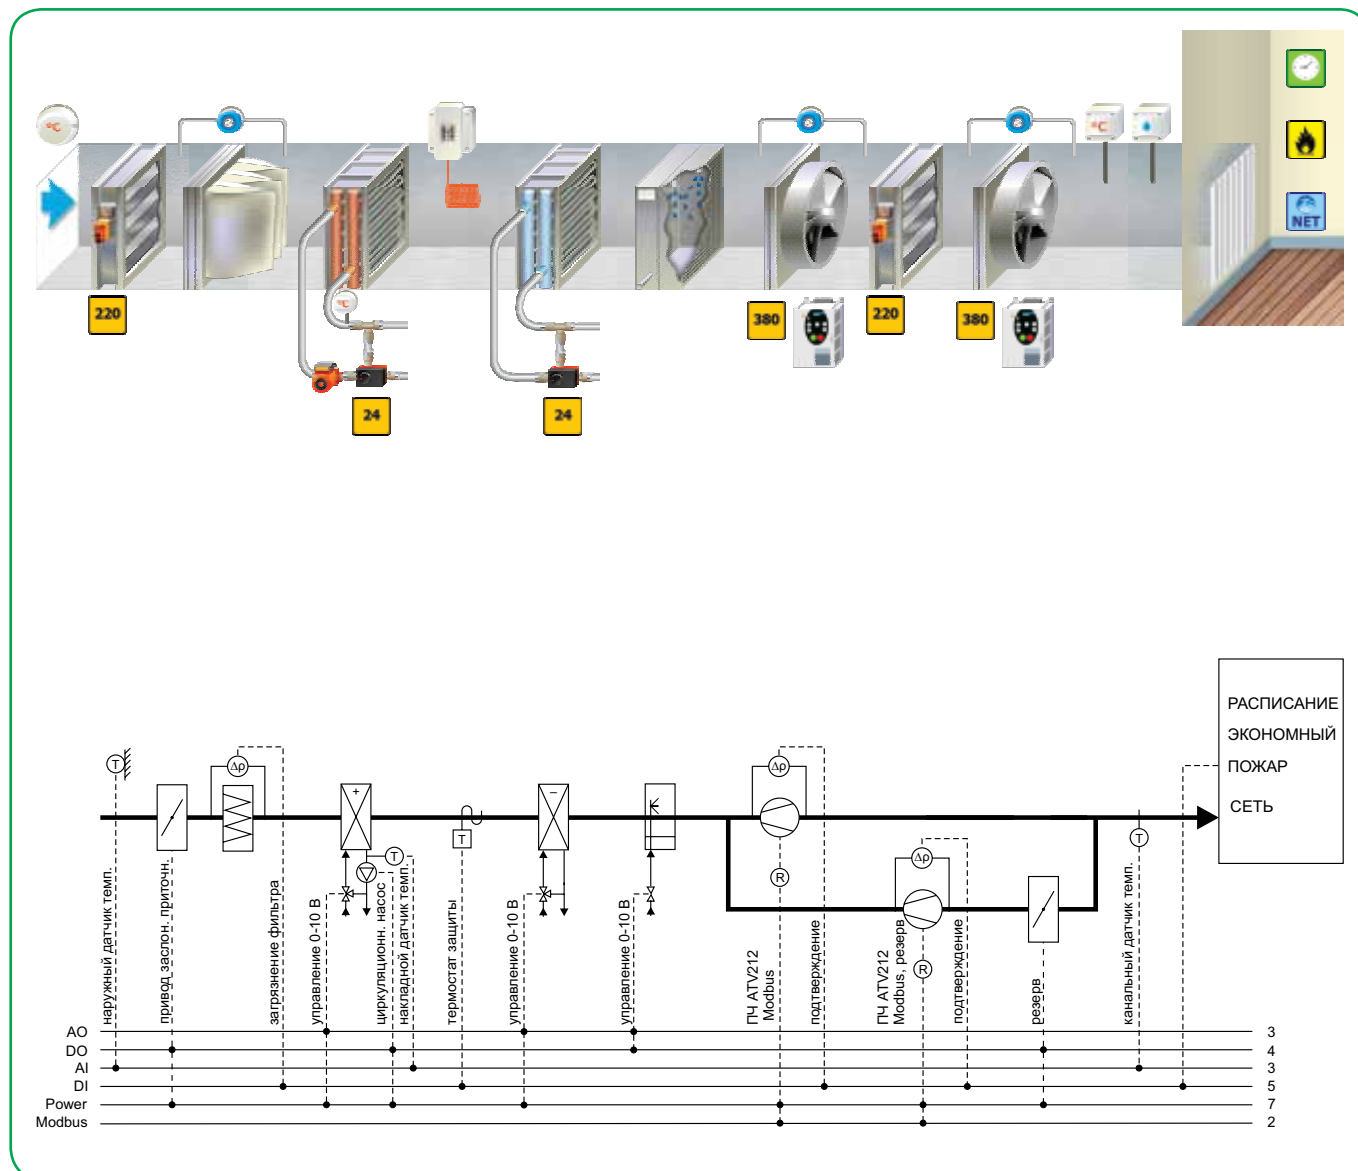 °C
°C
NET
°C
220
380
220
380
24
24
РАСПИСАНИЕ
ЭКОНОМНЫЙ
ПОЖАР
СЕТЬ
T
Δρ
Δρ
+
–
T
T
T
Δρ
R
R
наружный датчик темп.
привод заслон. приточн.
загрязнение фильтра
управление 0-10 В
циркуляционн. насос
накладной датчик темп.
термостат защиты
управление 0-10 В
управление 0-10 В
ПЧ ATV212
Modbus
подтверждение
ПЧ ATV212
Modbus, резерв
подтверждение
резерв
канальный датчик темп.
AO 3
DO 4
AI 3
DI 5
Power 7
Modbus 2